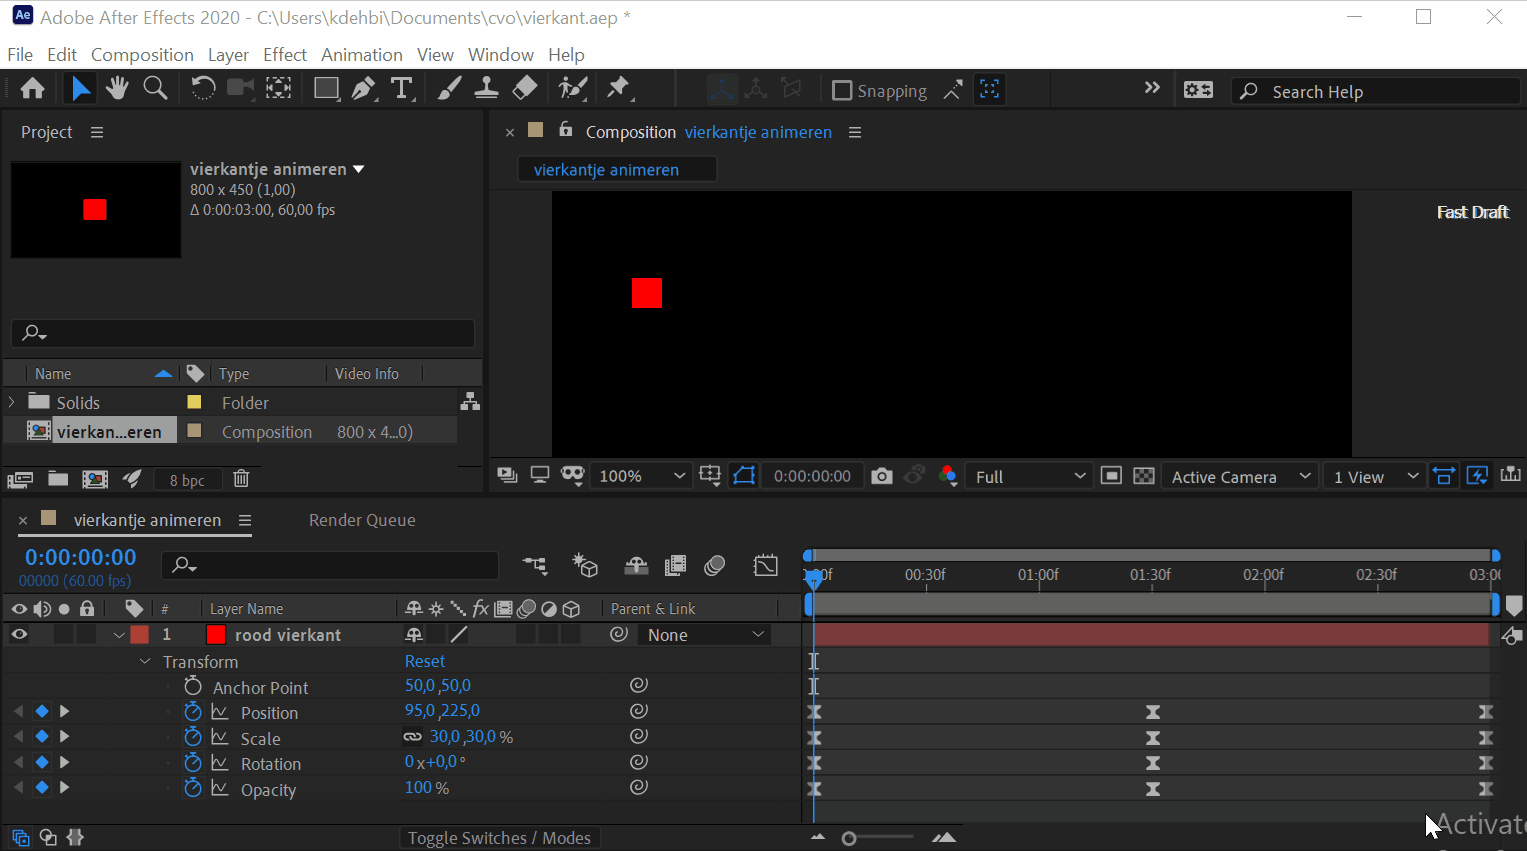 Ae Adobe After Effects 2020 - C:\Users\kdehbi\Documents\cvo\vierkant.aep *
File Edit Composition Layer Effect Animation View Window Help
Snapping Search Help
Project
Composition vierkantje animeren
vierkantje animeren
vierkantje animeren
800 x 450 (1,00)
Δ 0:00:03:00, 60,00 fps
Fast Draft
Name Type Video Info
Solids Folder
vierkan...eren Composition 800 x 4...0)
8 bpc
100% 0:00:00:00 Full Active Camera 1 View
vierkantje animeren Render Queue
0:00:00:00
00000 (60.00 fps)
00f 00:30f 01:00f 01:30f 02:00f 02:30f 03:00
# Layer Name fx Parent & Link
1 rood vierkant None
Transform Reset
Anchor Point 50,0,50,0
Position 95,0,225,0
Scale 30,0,30,0 %
Rotation 0x+0,0°
Opacity 100 %
Toggle Switches / Modes
Activate